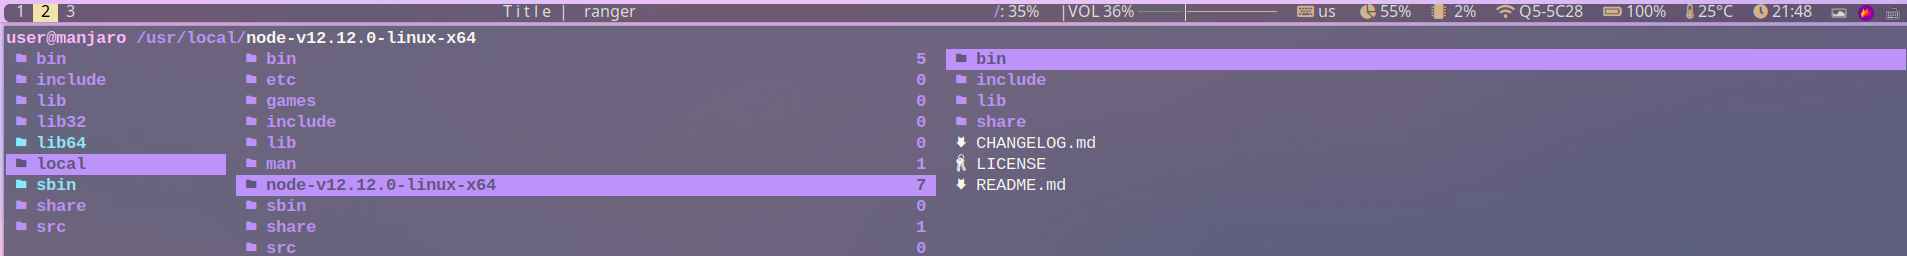 1 2 3 Title | ranger /: 35% |VOL 36% us 55% 2% Q5-5C28 100% 25°C 21:48
user@manjaro /usr/local/node-v12.12.0-linux-x64
bin bin 5 bin
include etc 0 include
lib games 0 lib
lib32 include 0 share
lib64 lib 0 CHANGELOG.md
local man 1 LICENSE
sbin node-v12.12.0-linux-x64 7 README.md
share sbin 0
src share 1
src 0